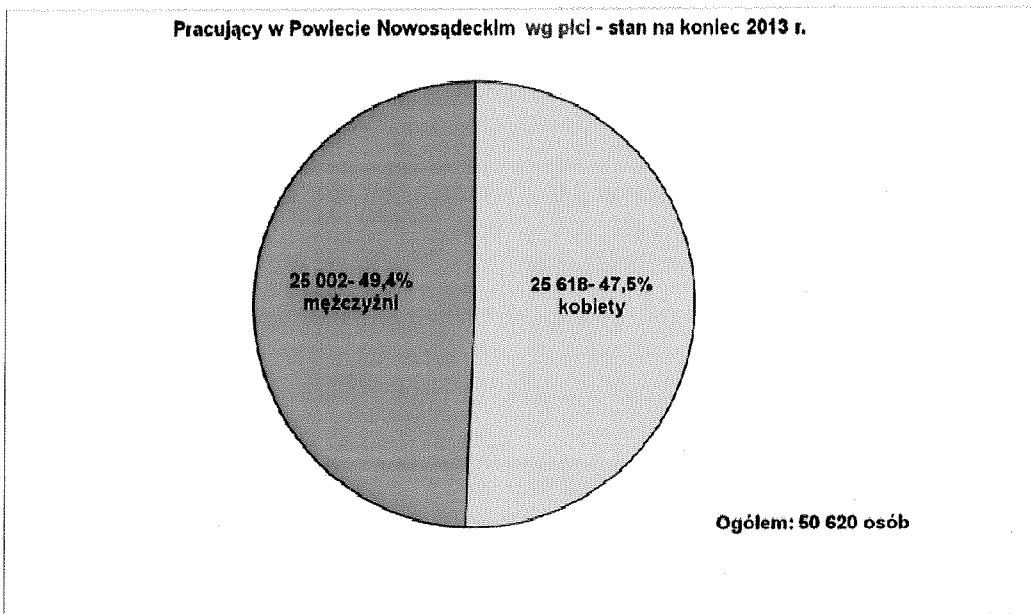 Pracujący w Powiecie Nowosądeckim wg płci - stan na koniec 2013 r.
25 002- 49,4%
mężczyźni
25 618- 47,5%
kobiety
Ogółem: 50 620 osób